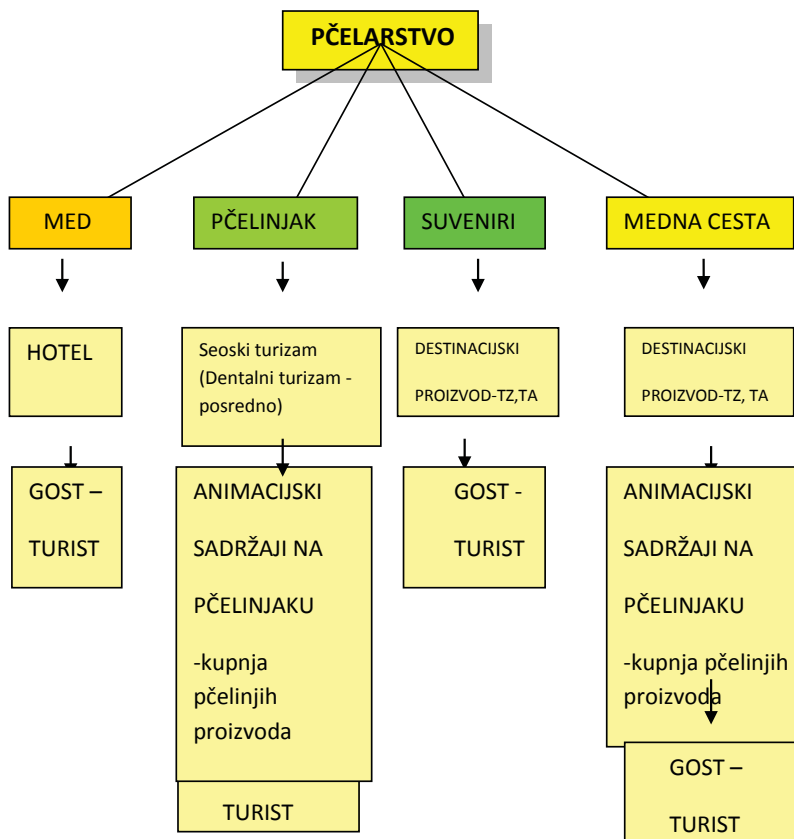 PČELARSTVO
MED
PČELINJAK
SUVENIRI
MEDNA CESTA
HOTEL
Seoski turizam
(Dentalni turizam -
posredno)
DESTINACIJSKI
PROIZVOD-TZ,TA
DESTINACIJSKI
PROIZVOD-TZ, TA
GOST –
TURIST
ANIMACIJSKI
SADRŽAJI NA
PČELINJAKU
-kupnja
pčelinjih
proizvoda
TURIST
GOST -
TURIST
ANIMACIJSKI
SADRŽAJI NA
PČELINJAKU
-kupnja pčelinjih
proizvoda
GOST –
TURIST